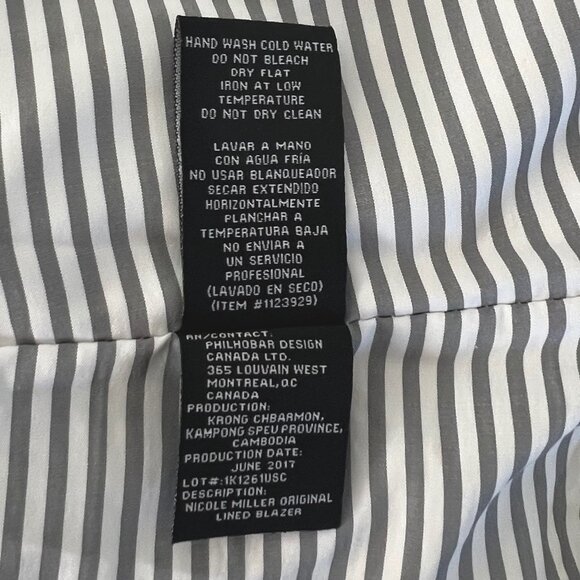 HAND WASH COLD WATER
DO NOT BLEACH
DRY FLAT
IRON AT LOW
TEMPERATURE
DO NOT DRY CLEAN
LAVAR A MANO
CON AGUA FRÍA
NO USAR BLANQUEADOR
SECAR EXTENDIDO
HORIZONTALMENTE
PLANCHAR A
TEMPERATURA BAJA
NO ENVIAR A
UN SERVICIO
PROFESIONAL
(LAVADO EN SECO)
(ITEM #1123929)
RN/CONTACT:
PHILHOBAR DESIGN
CANADA LTD.
365 LOUVAIN WEST
MONTREAL,QC
CANADA
PRODUCTION:
KRONG CHBARMON,
KAMPONG SPEU PROVINCE,
CAMBODIA
PRODUCTION DATE:
JUNE 2017
LOT#:1K1261USC
DESCRIPTION:
NICOLE MILLER ORIGINAL
LINED BLAZER